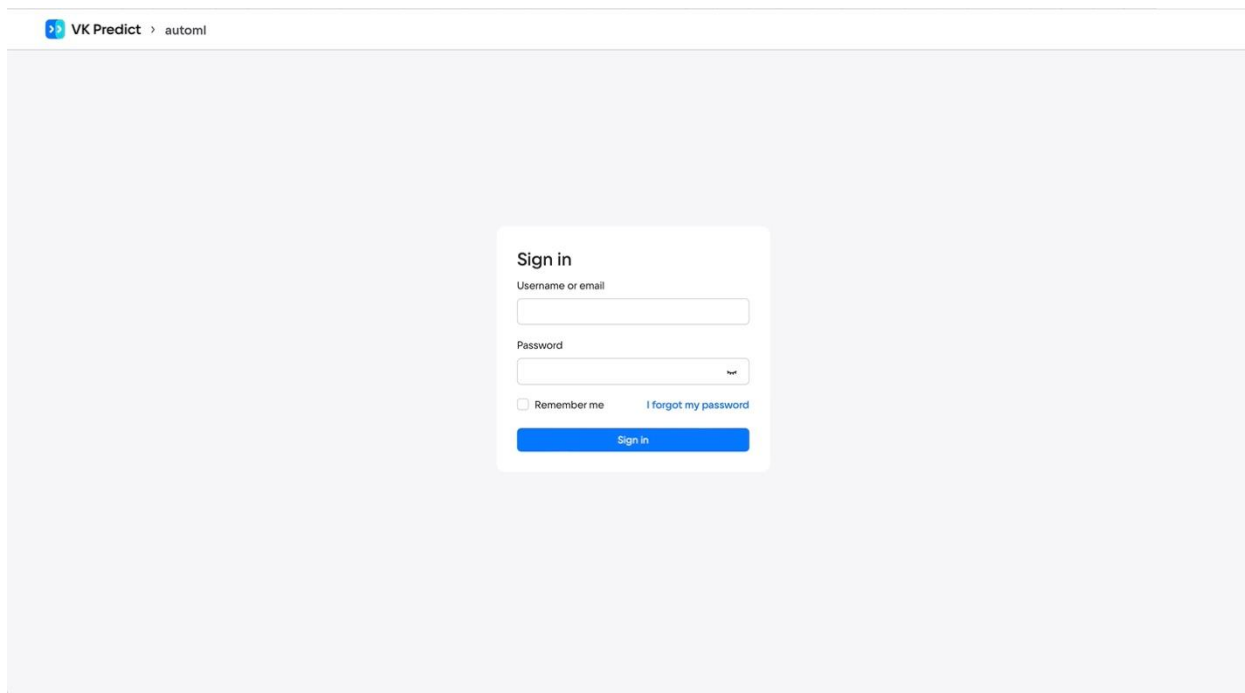 VK Predict › automl
Sign in
Username or email
Password
Remember me I forgot my password
Sign in